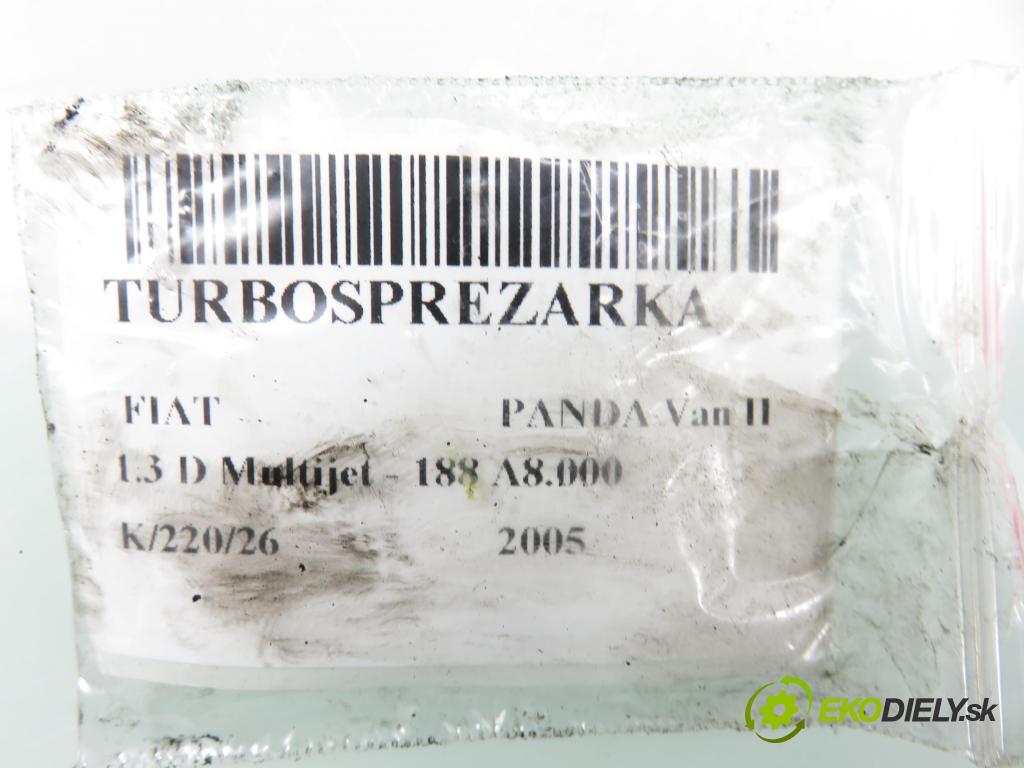 TURBOSPREZARKA
FIAT PANDA Van II
1.3 D Multijet - 188 A8.000
K/220/26 2005
EKODIELY.sk